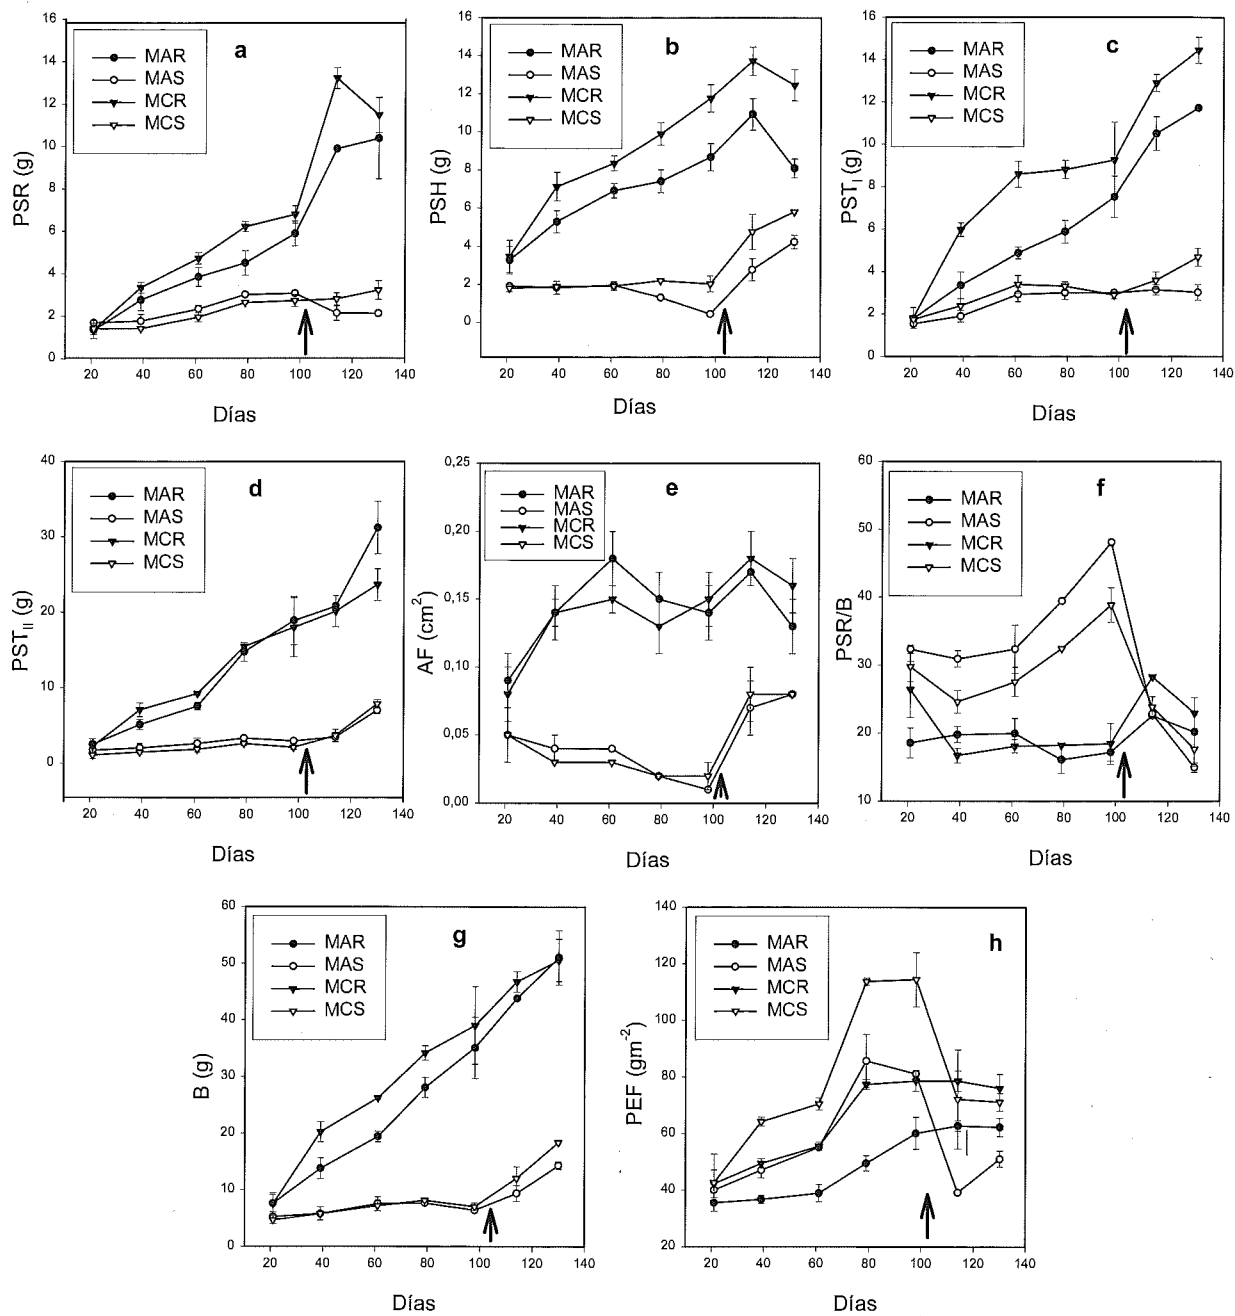 a
MAR
MAS
MCR
MCS
PSR (g)
16
14
12
10
8
6
4
2
0
20 40 60 80 100 120 140
Días
b
MAR
MAS
MCR
MCS
PSH (g)
16
14
12
10
8
6
4
2
0
20 40 60 80 100 120 140
Días
c
MAR
MAS
MCR
MCS
PST_I (g)
16
14
12
10
8
6
4
2
0
20 40 60 80 100 120 140
Días
d
MAR
MAS
MCR
MCS
PST_II (g)
40
30
20
10
0
20 40 60 80 100 120 140
Días
e
MAR
MAS
MCR
MCS
AF (cm²)
0,25
0,20
0,15
0,10
0,05
0,00
20 40 60 80 100 120 140
Días
f
MAR
MAS
MCR
MCS
PSR/B
60
50
40
30
20
10
20 40 60 80 100 120 140
Días
g
MAR
MAS
MCR
MCS
B (g)
60
50
40
30
20
10
0
20 40 60 80 100 120 140
Días
h
MAR
MAS
MCR
MCS
PEF (gm⁻²)
140
120
100
80
60
40
20
20 40 60 80 100 120 140
Días